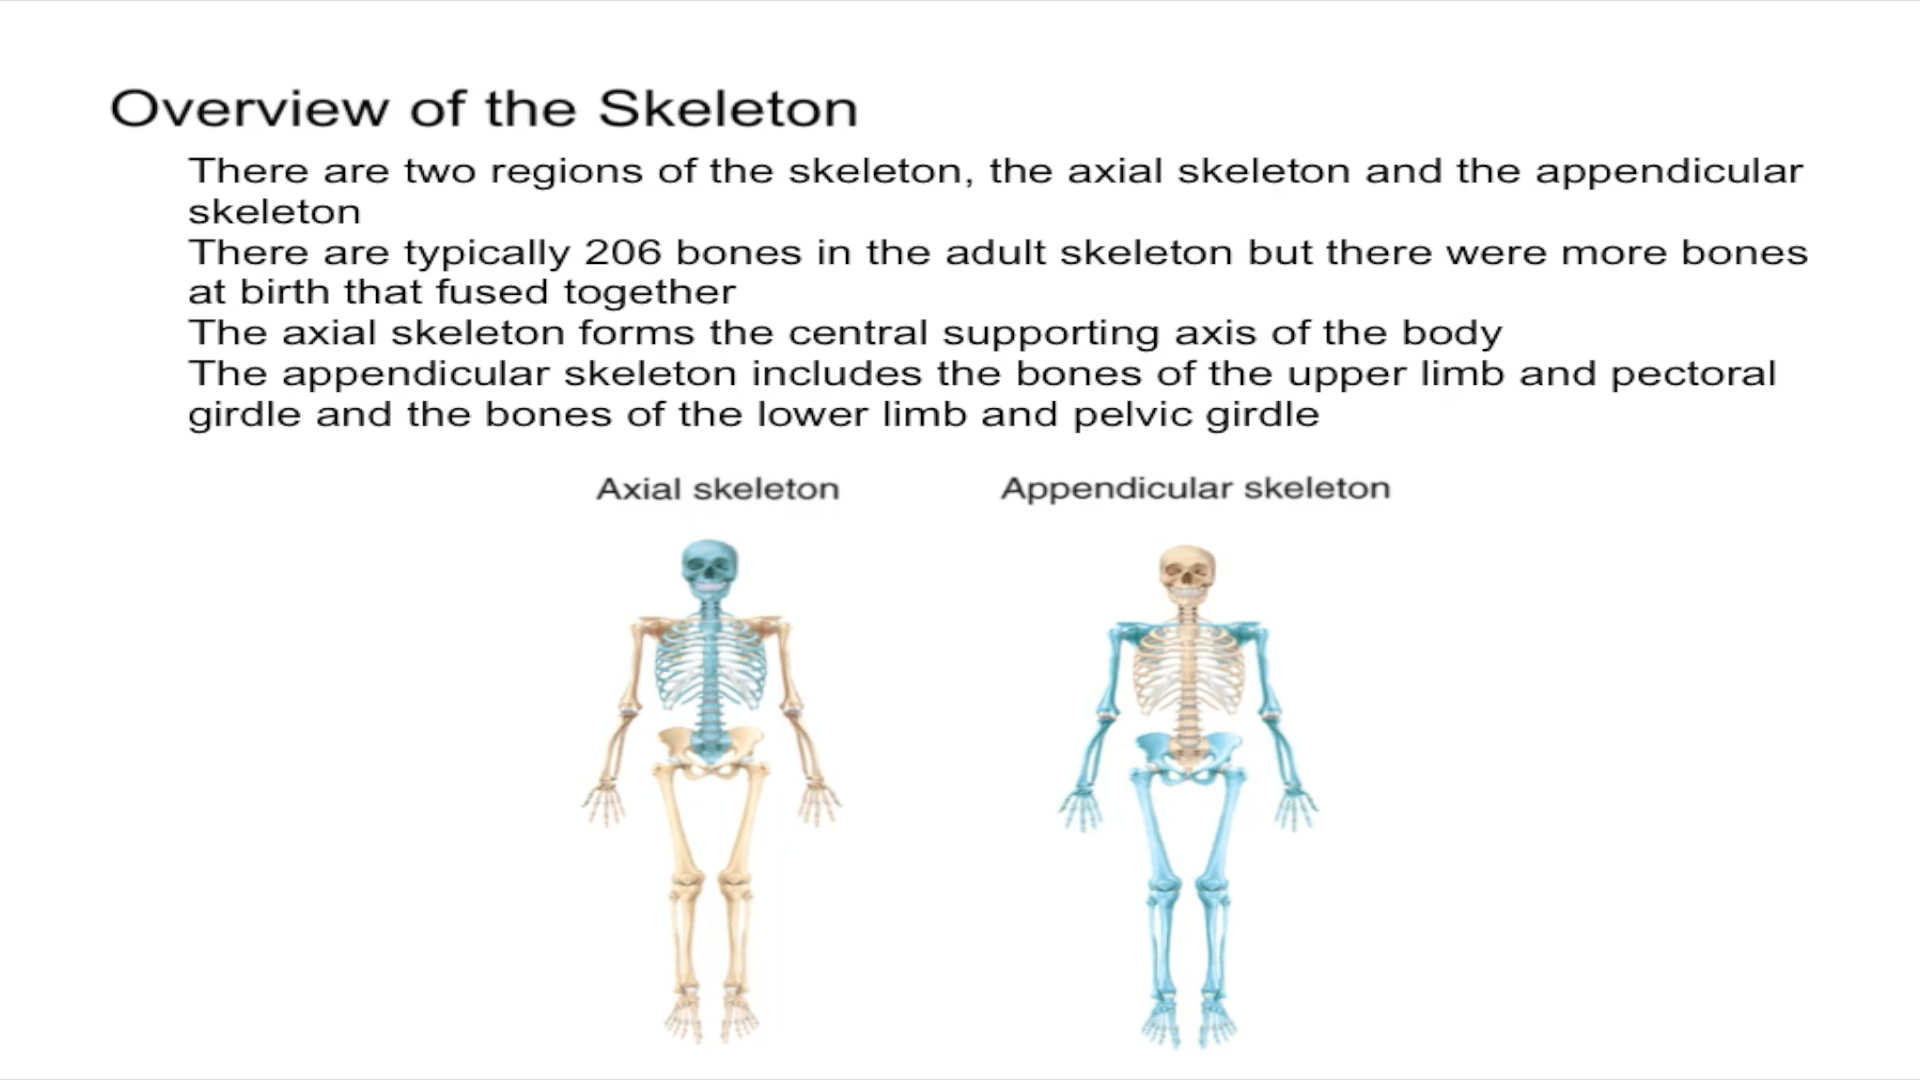 Overview of the Skeleton
There are two regions of the skeleton, the axial skeleton and the appendicular
skeleton
There are typically 206 bones in the adult skeleton but there were more bones
at birth that fused together
The axial skeleton forms the central supporting axis of the body
The appendicular skeleton includes the bones of the upper limb and pectoral
girdle and the bones of the lower limb and pelvic girdle
Axial skeleton
Appendicular skeleton